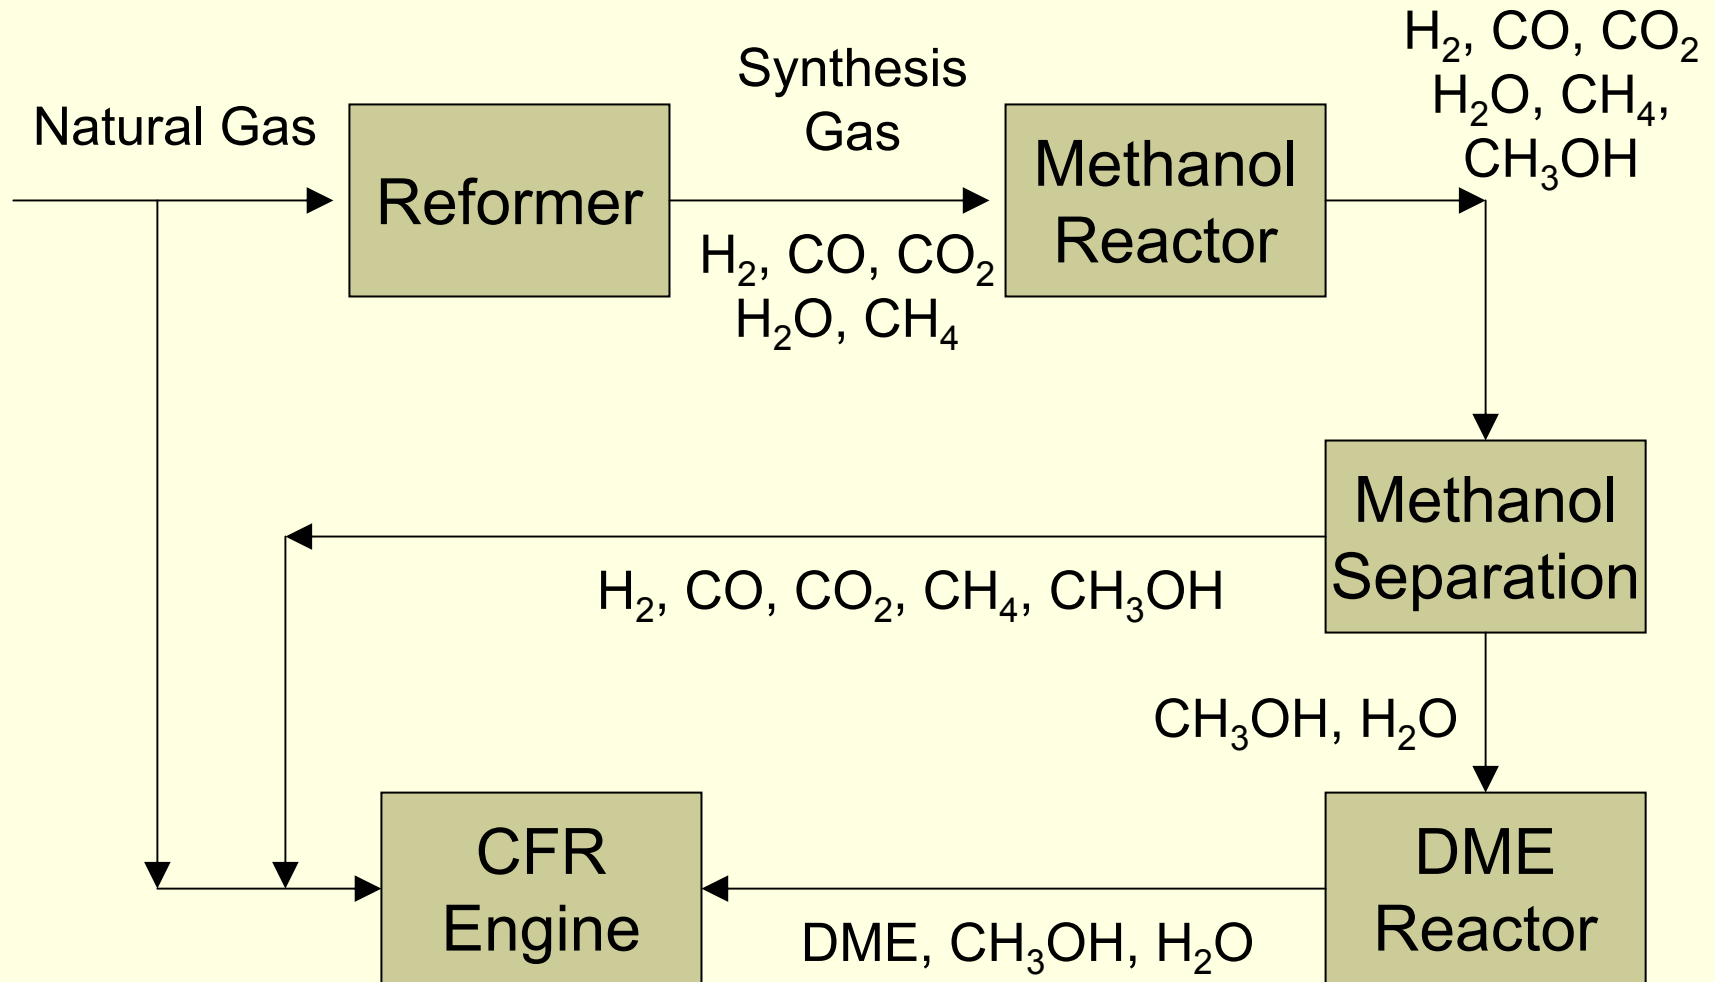 Natural Gas
Reformer
Synthesis
Gas
H₂, CO, CO₂
H₂O, CH₄
Methanol
Reactor
H₂, CO, CO₂
H₂O, CH₄,
CH₃OH
Methanol
Separation
H₂, CO, CO₂, CH₄, CH₃OH
CH₃OH, H₂O
CFR
Engine
DME, CH₃OH, H₂O
DME
Reactor